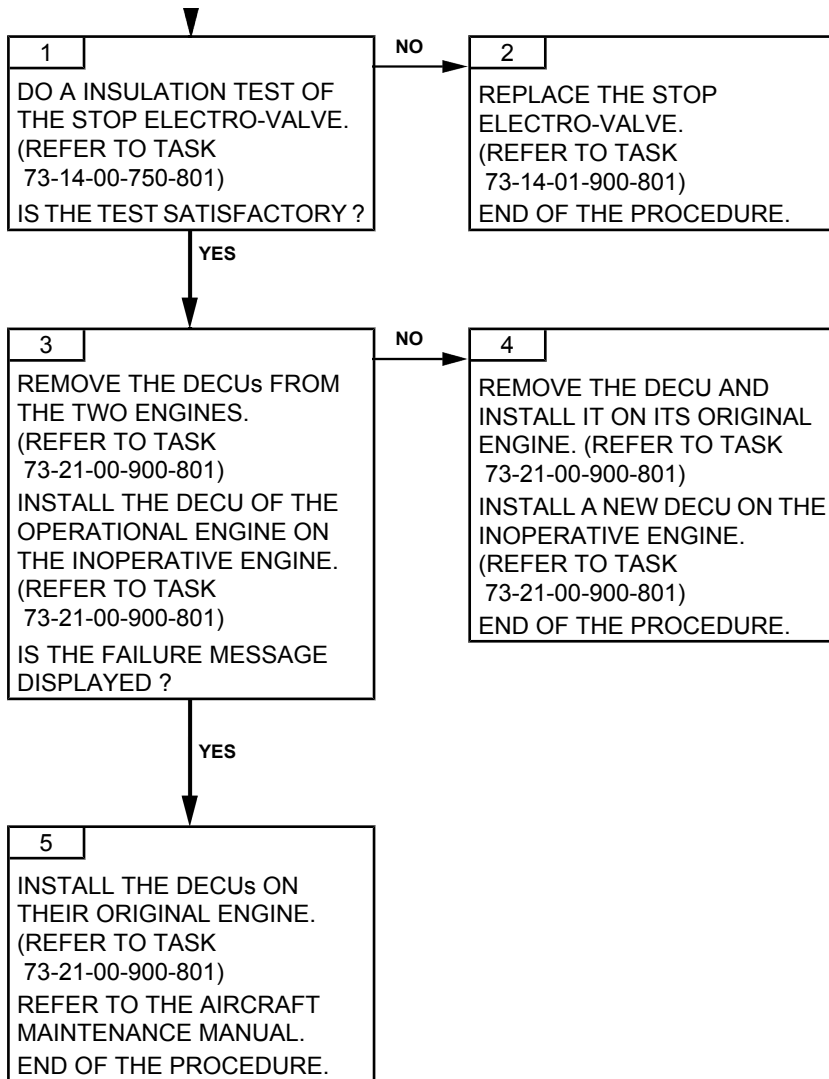 1
DO A INSULATION TEST OF
THE STOP ELECTRO-VALVE.
(REFER TO TASK
73-14-00-750-801)
IS THE TEST SATISFACTORY ?
NO
2
REPLACE THE STOP
ELECTRO-VALVE.
(REFER TO TASK
73-14-01-900-801)
END OF THE PROCEDURE.
YES
3
REMOVE THE DECUs FROM
THE TWO ENGINES.
(REFER TO TASK
73-21-00-900-801)
INSTALL THE DECU OF THE
OPERATIONAL ENGINE ON
THE INOPERATIVE ENGINE.
(REFER TO TASK
73-21-00-900-801)
IS THE FAILURE MESSAGE
DISPLAYED ?
NO
4
REMOVE THE DECU AND
INSTALL IT ON ITS ORIGINAL
ENGINE. (REFER TO TASK
73-21-00-900-801)
INSTALL A NEW DECU ON THE
INOPERATIVE ENGINE.
(REFER TO TASK
73-21-00-900-801)
END OF THE PROCEDURE.
YES
5
INSTALL THE DECUs ON
THEIR ORIGINAL ENGINE.
(REFER TO TASK
73-21-00-900-801)
REFER TO THE AIRCRAFT
MAINTENANCE MANUAL.
END OF THE PROCEDURE.